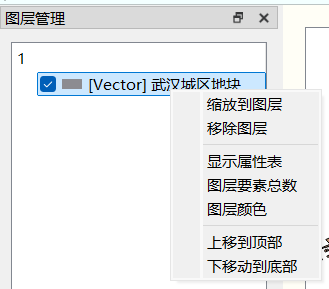 图层管理
1
[Vector] 武汉城区地块
缩放到图层
移除图层
显示属性表
图层要素总数
图层颜色
上移到顶部
下移动到底部